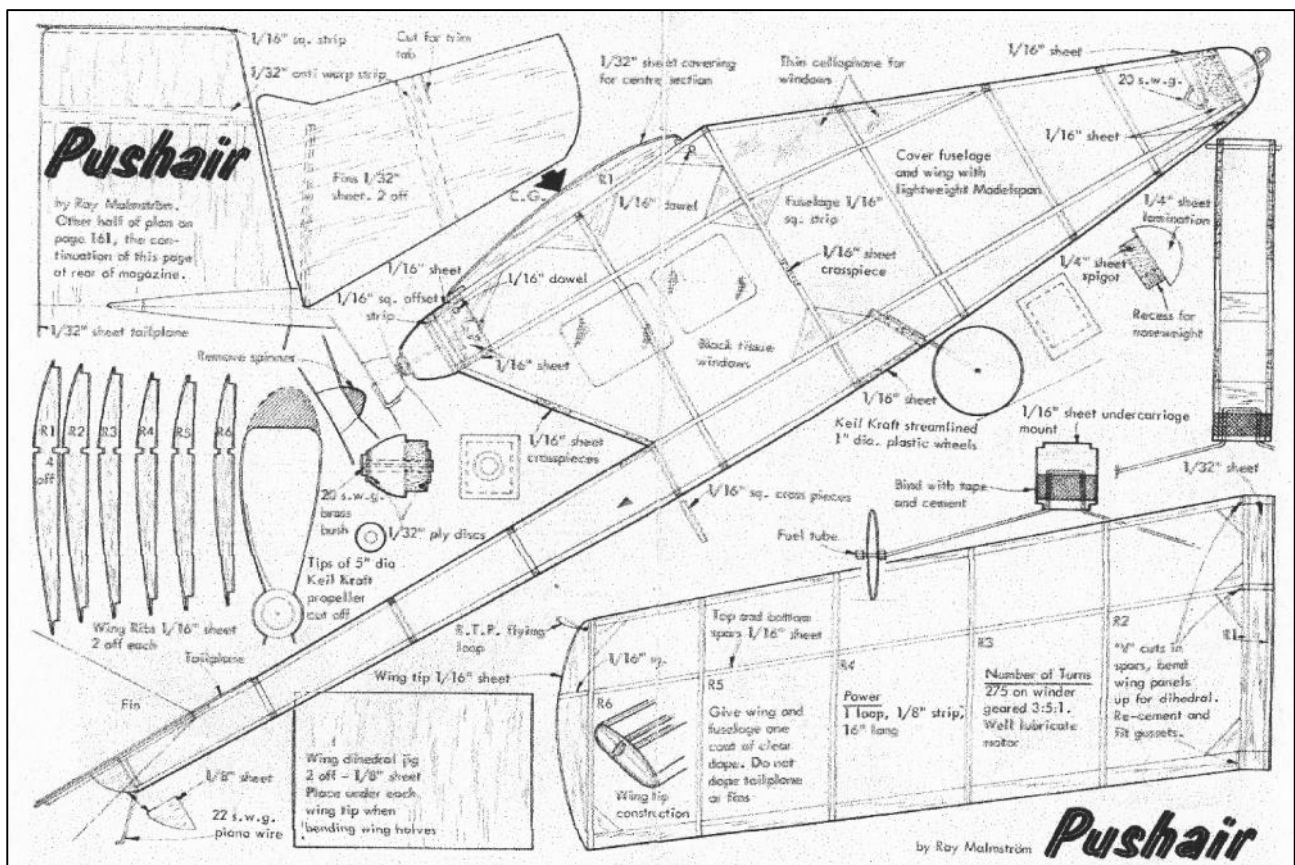 1/16" sq. strip
1/32" anti warp strip
Cut for trim
tab
1/32" sheet covering
for centre section
Thin cellophane for
windows
1/16" sheet
20 s.w.g.
1/16" sheet
Pushair
by Ray Malmström.
Other half of plan on
page 161, the con-
tinuation of this page
at rear of magazine.
Fins 1/32"
sheet. 2 off
C.G.
R1
1/16" dowel
Cover fuselage
and wing with
lightweight Modelspan
Fuselage 1/16"
sq. strip
1/4" sheet
lamination
1/4" sheet
spigot
Recess for
noseweight
1/16" sheet
1/16" dowel
1/16" sq. offset
strip
1/16" sheet
crosspiece
1/32" sheet tailplane
Remove spinner
1/16" sheet
Black tissue
windows
1/16" sheet
Keil Kraft streamlined
1" dia. plastic wheels
1/16" sheet undercarriage
mount
R1
R2
R3
R4
R5
R6
4
off
1/16" sheet
crosspieces
20 s.w.g.
brass
bush
1/32" ply discs
1/16" sq. cross pieces
Bind with tape
and cement
1/32" sheet
Fuel tube
Tips of 5" dia
Keil Kraft
propeller
cut off
Wing Ribs 1/16" sheet
2 off each
Tailplane
Fin
R.T.P. flying
loop
Wing tip 1/16" sheet
1/16" sq.
Top and bottom
spars 1/16" sheet
R6
R5
R4
R3
R2
R1
Give wing and
fuselage one
coat of clear
dope. Do not
dope tailplane
or fins
Power
1 loop, 1/8" strip,
16" long
Number of Turns
275 on winder
geared 3:5:1.
Well lubricate
motor
"V" cuts in
spars, bend
wing panels
up for dihedral.
Re-cement and
fit gussets.
Wing tip
construction
Wing dihedral jig
2 off - 1/8" sheet
Place under each
wing tip when
bending wing halves
1/8" sheet
22 s.w.g.
piano wire
by Ray Malmström
Pushair